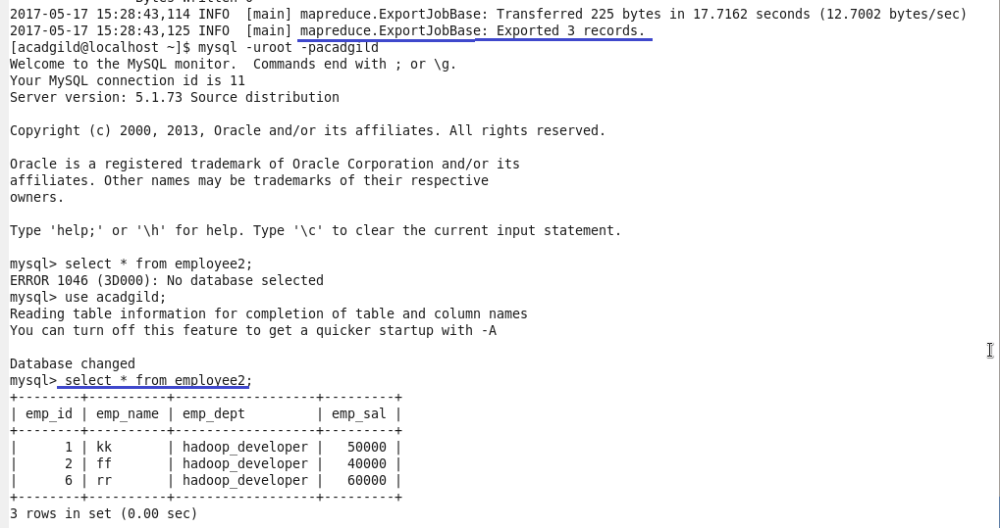 2017-05-17 15:28:43,114 INFO  [main] mapreduce.ExportJobBase: Transferred 225 bytes in 17.7162 seconds (12.7002 bytes/sec)
2017-05-17 15:28:43,125 INFO  [main] mapreduce.ExportJobBase: Exported 3 records.
[acadgild@localhost ~]$ mysql -uroot -pacadgild
Welcome to the MySQL monitor.  Commands end with ; or \g.
Your MySQL connection id is 11
Server version: 5.1.73 Source distribution

Copyright (c) 2000, 2013, Oracle and/or its affiliates. All rights reserved.

Oracle is a registered trademark of Oracle Corporation and/or its
affiliates. Other names may be trademarks of their respective
owners.

Type 'help;' or '\h' for help. Type '\c' to clear the current input statement.

mysql> select * from employee2;
ERROR 1046 (3D000): No database selected
mysql> use acadgild;
Reading table information for completion of table and column names
You can turn off this feature to get a quicker startup with -A

Database changed
mysql> select * from employee2;
+--------+----------+------------------+---------+
| emp_id | emp_name | emp_dept         | emp_sal |
+--------+----------+------------------+---------+
|      1 | kk       | hadoop_developer |   50000 |
|      2 | ff       | hadoop_developer |   40000 |
|      6 | rr       | hadoop_developer |   60000 |
+--------+----------+------------------+---------+
3 rows in set (0.00 sec)